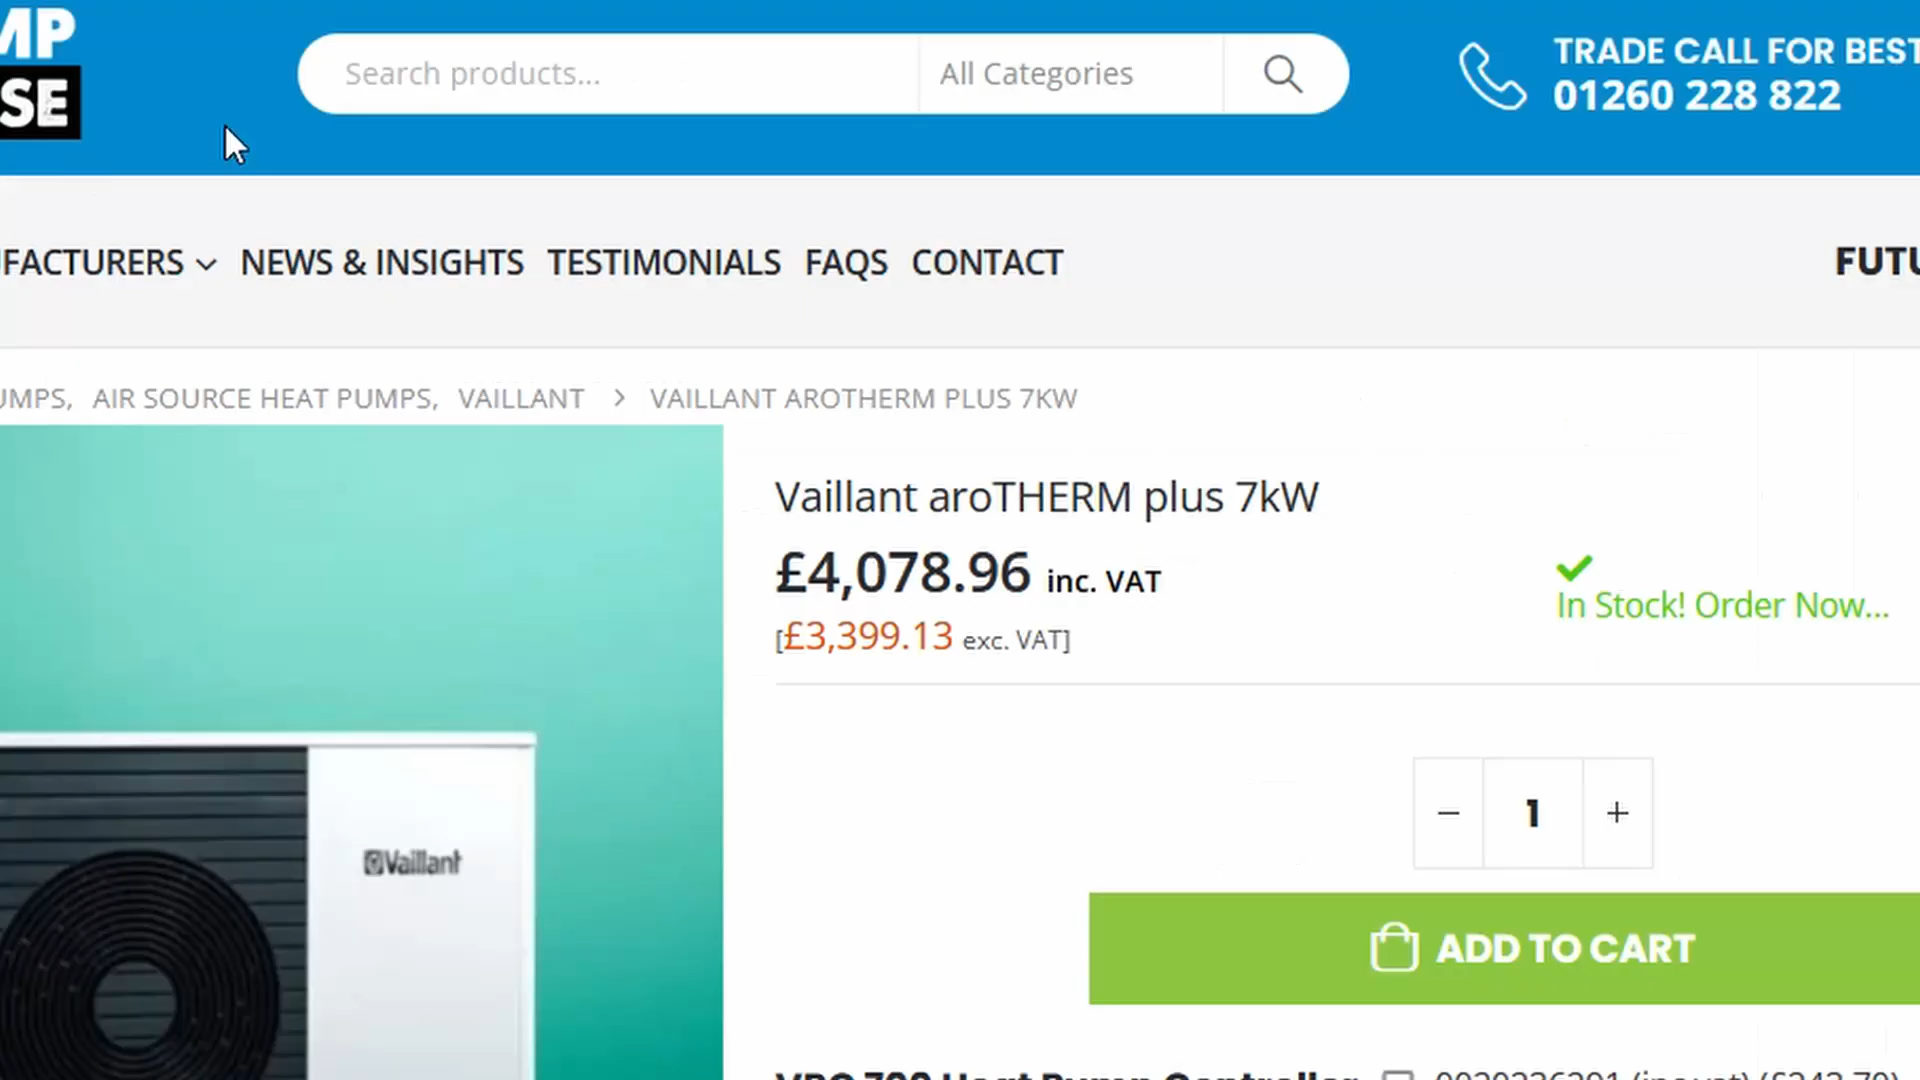 MP
SE
Search products...
All Categories
TRADE CALL FOR BEST
01260 228 822
FACTURERS
NEWS & INSIGHTS
TESTIMONIALS
FAQS
CONTACT
FUTU
UMPS, AIR SOURCE HEAT PUMPS, VAILLANT > VAILLANT AROTHERM PLUS 7KW
Vaillant aroTHERM plus 7kW
£4,078.96 inc. VAT
[£3,399.13 exc. VAT]
In Stock! Order Now...
Vaillant
− 1 +
ADD TO CART